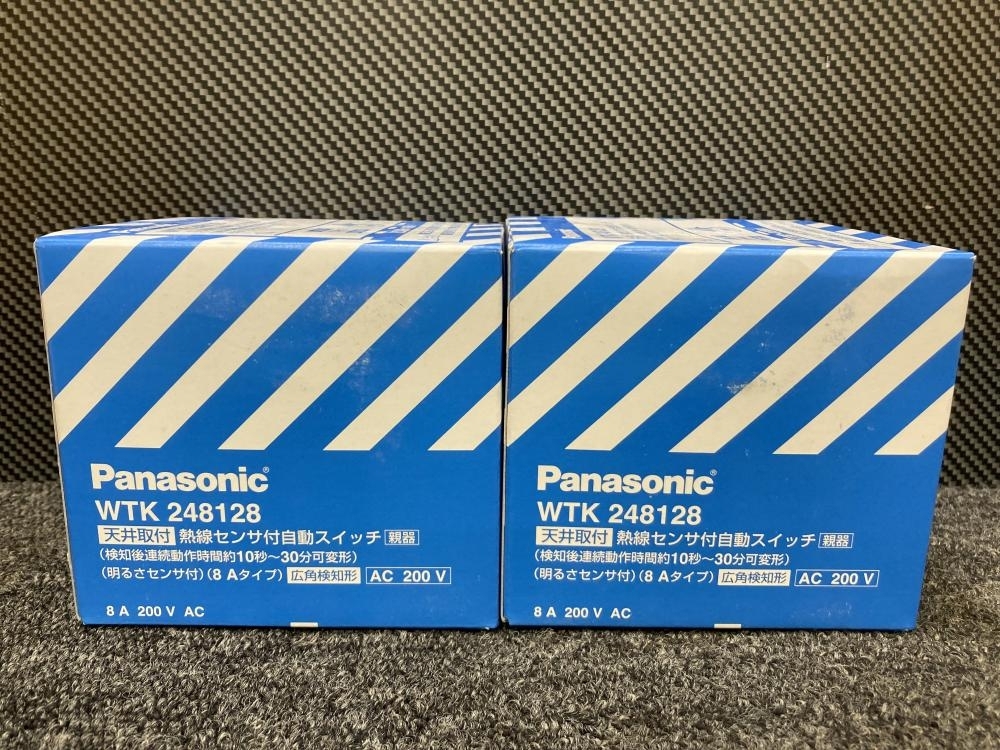 Panasonic®
WTK 248128
天井取付 熱線センサ付自動スイッチ 親器
(検知後連続動作時間約10秒～30分可変形)
(明るさセンサ付)(8 Aタイプ) 広角検知形 AC 200 V
8 A 200 V AC
Panasonic®
WTK 248128
天井取付 熱線センサ付自動スイッチ 親器
(検知後連続動作時間約10秒～30分可変形)
(明るさセンサ付)(8 Aタイプ) 広角検知形 AC 200 V
8 A 200 V AC